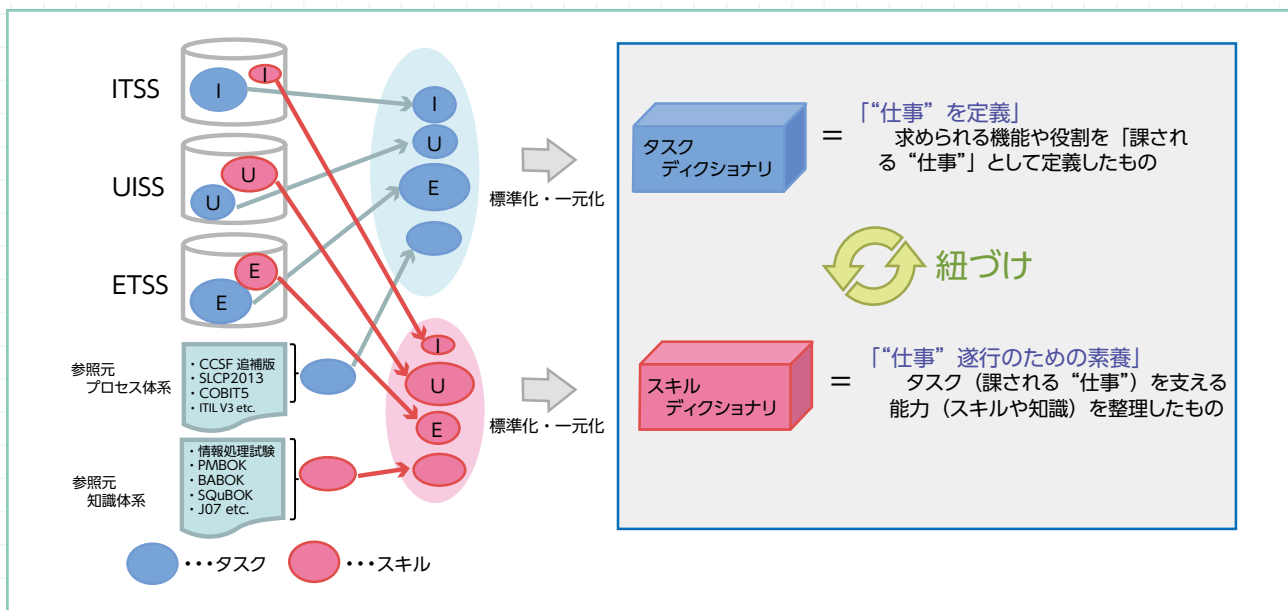 ITSS
I
I
UISS
U
U
ETSS
E
E
参照元
プロセス体系
・CCSF 追補版
・SLCP2013
・COBIT5
・ITIL V3 etc.
参照元
知識体系
・情報処理試験
・PMBOK
・BABOK
・SQuBOK
・J07 etc.
・・・タスク
・・・スキル
I
U
E
I
U
E
標準化・一元化
標準化・一元化
タスク
ディクショナリ
=
「“仕事” を定義」
求められる機能や役割を「課され
る “仕事”」として定義したもの
紐づけ
スキル
ディクショナリ
=
「“仕事” 遂行のための素養」
タスク（課される “仕事”）を支える
能力（スキルや知識）を整理したもの